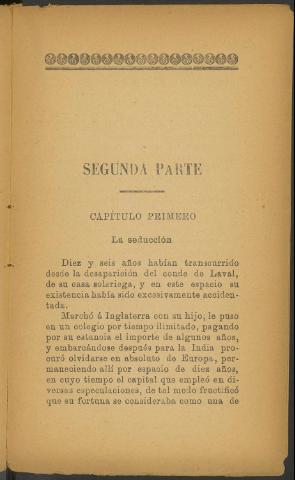 SEGUNDA PARTE
CAPÍTULO PRIMERO
La seducción
Diez y seis años habían transcurrido
desde la desaparición del conde de Laval,
de su casa solariega, y en este espacio su
existencia había sido excesivamente acciden-
tada.
Marchó á Inglaterra con su hijo, le puso
en un colegio por tiempo ilimitado, pagando
por su estancia el importe de algunos años,
y embarcándose después para la India pro-
curó olvidarse en absoluto de Europa, per-
maneciendo allí por espacio de diez años,
en cuyo tiempo el capital que empleó en di-
versas especulaciones, de tal modo fructificó
que su fortuna se consideraba como una de